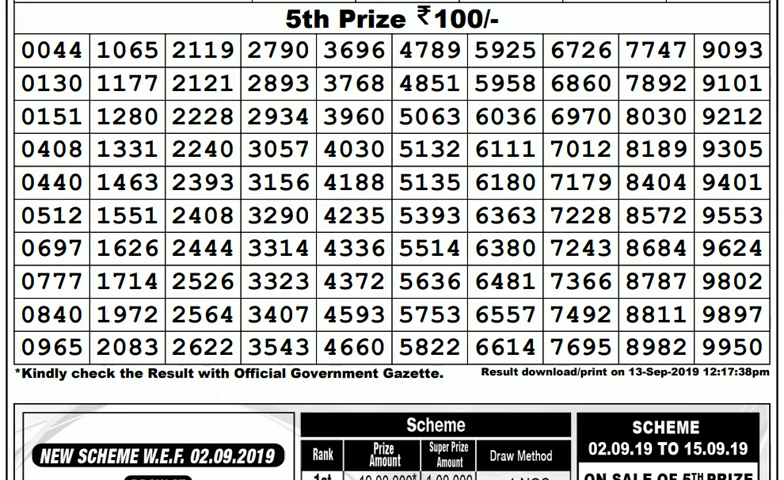 5th Prize ₹100/-
0044 1065 2119 2790 3696 4789 5925 6726 7747 9093
0130 1177 2121 2893 3768 4851 5958 6860 7892 9101
0151 1280 2228 2934 3960 5063 6036 6970 8030 9212
0408 1331 2240 3057 4030 5132 6111 7012 8189 9305
0440 1463 2393 3156 4188 5135 6180 7179 8404 9401
0512 1551 2408 3290 4235 5393 6363 7228 8572 9553
0697 1626 2444 3314 4336 5514 6380 7243 8684 9624
0777 1714 2526 3323 4372 5636 6481 7366 8787 9802
0840 1972 2564 3407 4593 5753 6557 7492 8811 9897
0965 2083 2622 3543 4660 5822 6614 7695 8982 9950
*Kindly check the Result with Official Government Gazette. Result download/print on 13-Sep-2019 12:17:38pm
NEW SCHEME W.E.F. 02.09.2019
Scheme
Rank Prize Amount Super Prize Amount Draw Method
1st
SCHEME
02.09.19 TO 15.09.19
ON SALE OF 5TH PRIZE